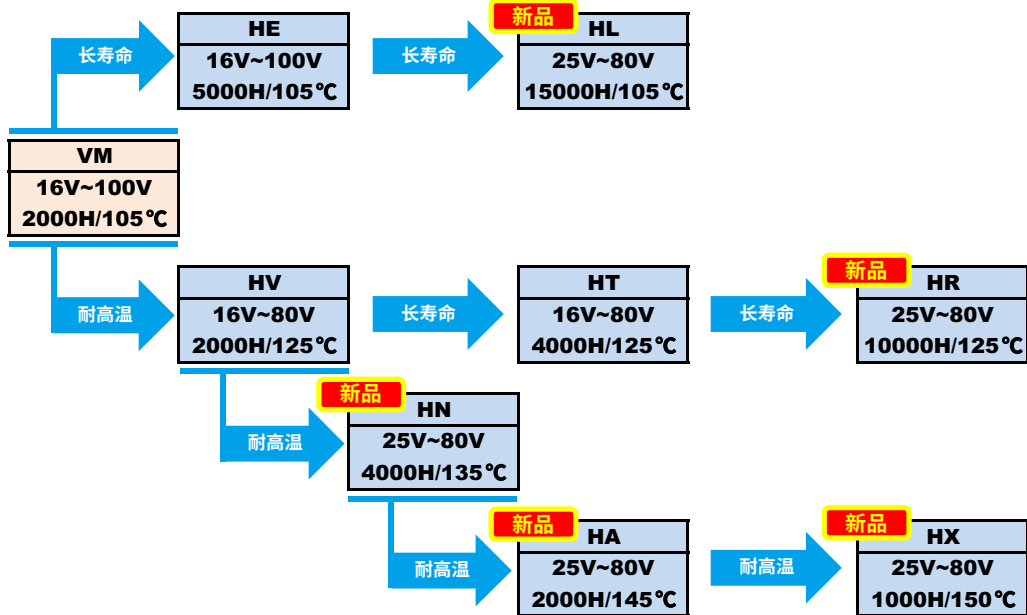 新品
HE
HL
长寿命
16V~100V
长寿命
25V~80V
5000H/105℃
15000H/105℃
VM
16V~100V
2000H/105℃
新品
HV
HT
HR
耐高温
16V~80V
长寿命
16V~80V
长寿命
25V~80V
2000H/125℃
4000H/125℃
10000H/125℃
新品
HN
耐高温
25V~80V
4000H/135℃
新品
新品
HA
HX
耐高温
25V~80V
耐高温
25V~80V
2000H/145℃
1000H/150℃